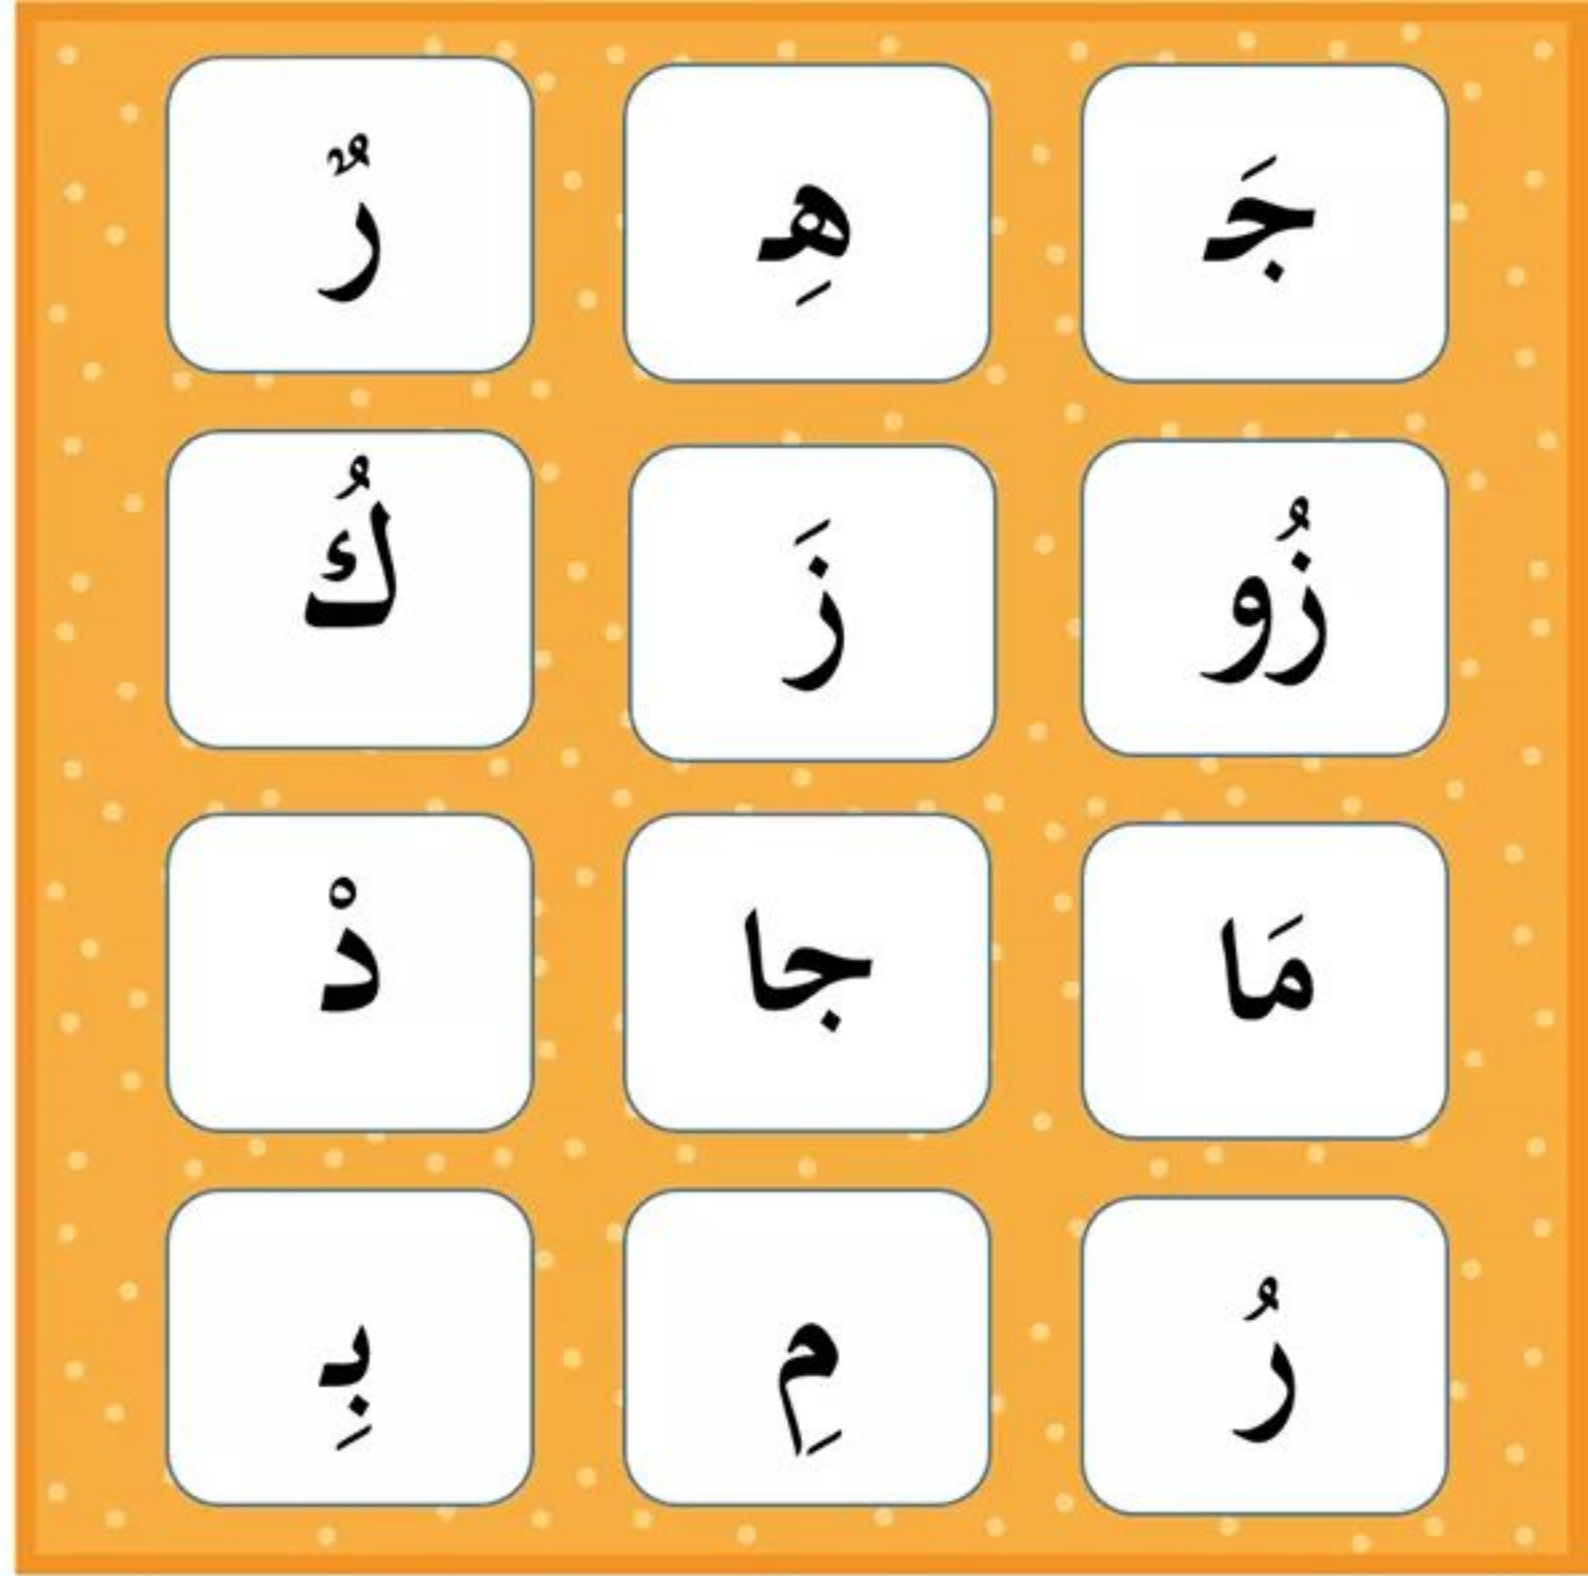 جَـ هِـ رٌ
زُو زَ كُ
مَا جا دْ
رُ مِ بِـ